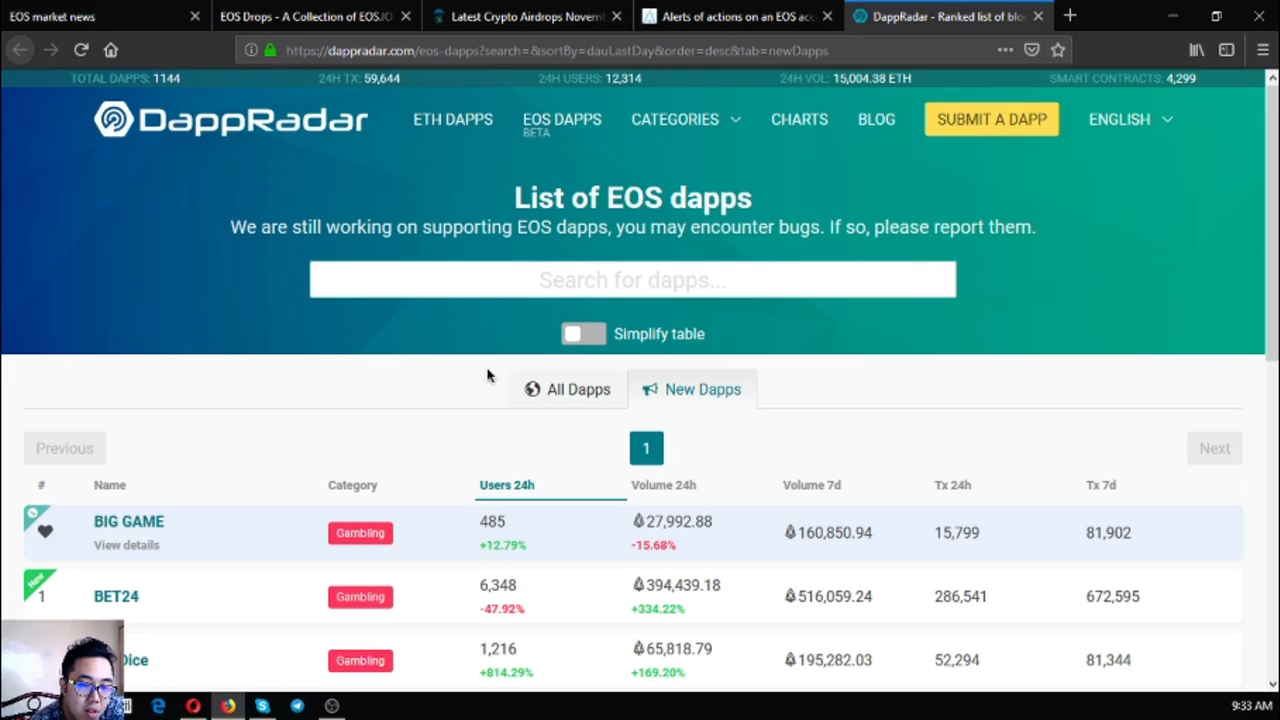 EOS market news
EOS Drops - A Collection of EOS.IO
Latest Crypto Airdrops Novem
Alerts of actions on an EOS acc
DappRadar - Ranked list of blo
https://dappradar.com/eos-dapps?search=&sortBy=dauLastDay&order=desc&tab=newDapps
TOTAL DAPPS: 1144
24H TX: 59,644
24H USERS: 12,314
24H VOL: 15,004.38 ETH
SMART CONTRACTS: 4,299
DappRadar
ETH DAPPS
EOS DAPPS
BETA
CATEGORIES
CHARTS
BLOG
SUBMIT A DAPP
ENGLISH
List of EOS dapps
We are still working on supporting EOS dapps, you may encounter bugs. If so, please report them.
Search for dapps...
Simplify table
All Dapps
New Dapps
Previous
1
Next
# Name Category Users 24h Volume 24h Volume 7d Tx 24h Tx 7d
BIG GAME Gambling 485 27,992.88 160,850.94 15,799 81,902
View details +12.79% -15.68%
New
1 BET24 Gambling 6,348 394,439.18 516,059.24 286,541 672,595
-47.92% +334.22%
Dice Gambling 1,216 65,818.79 195,282.03 52,294 81,344
+814.29% +169.20%
9:33 AM